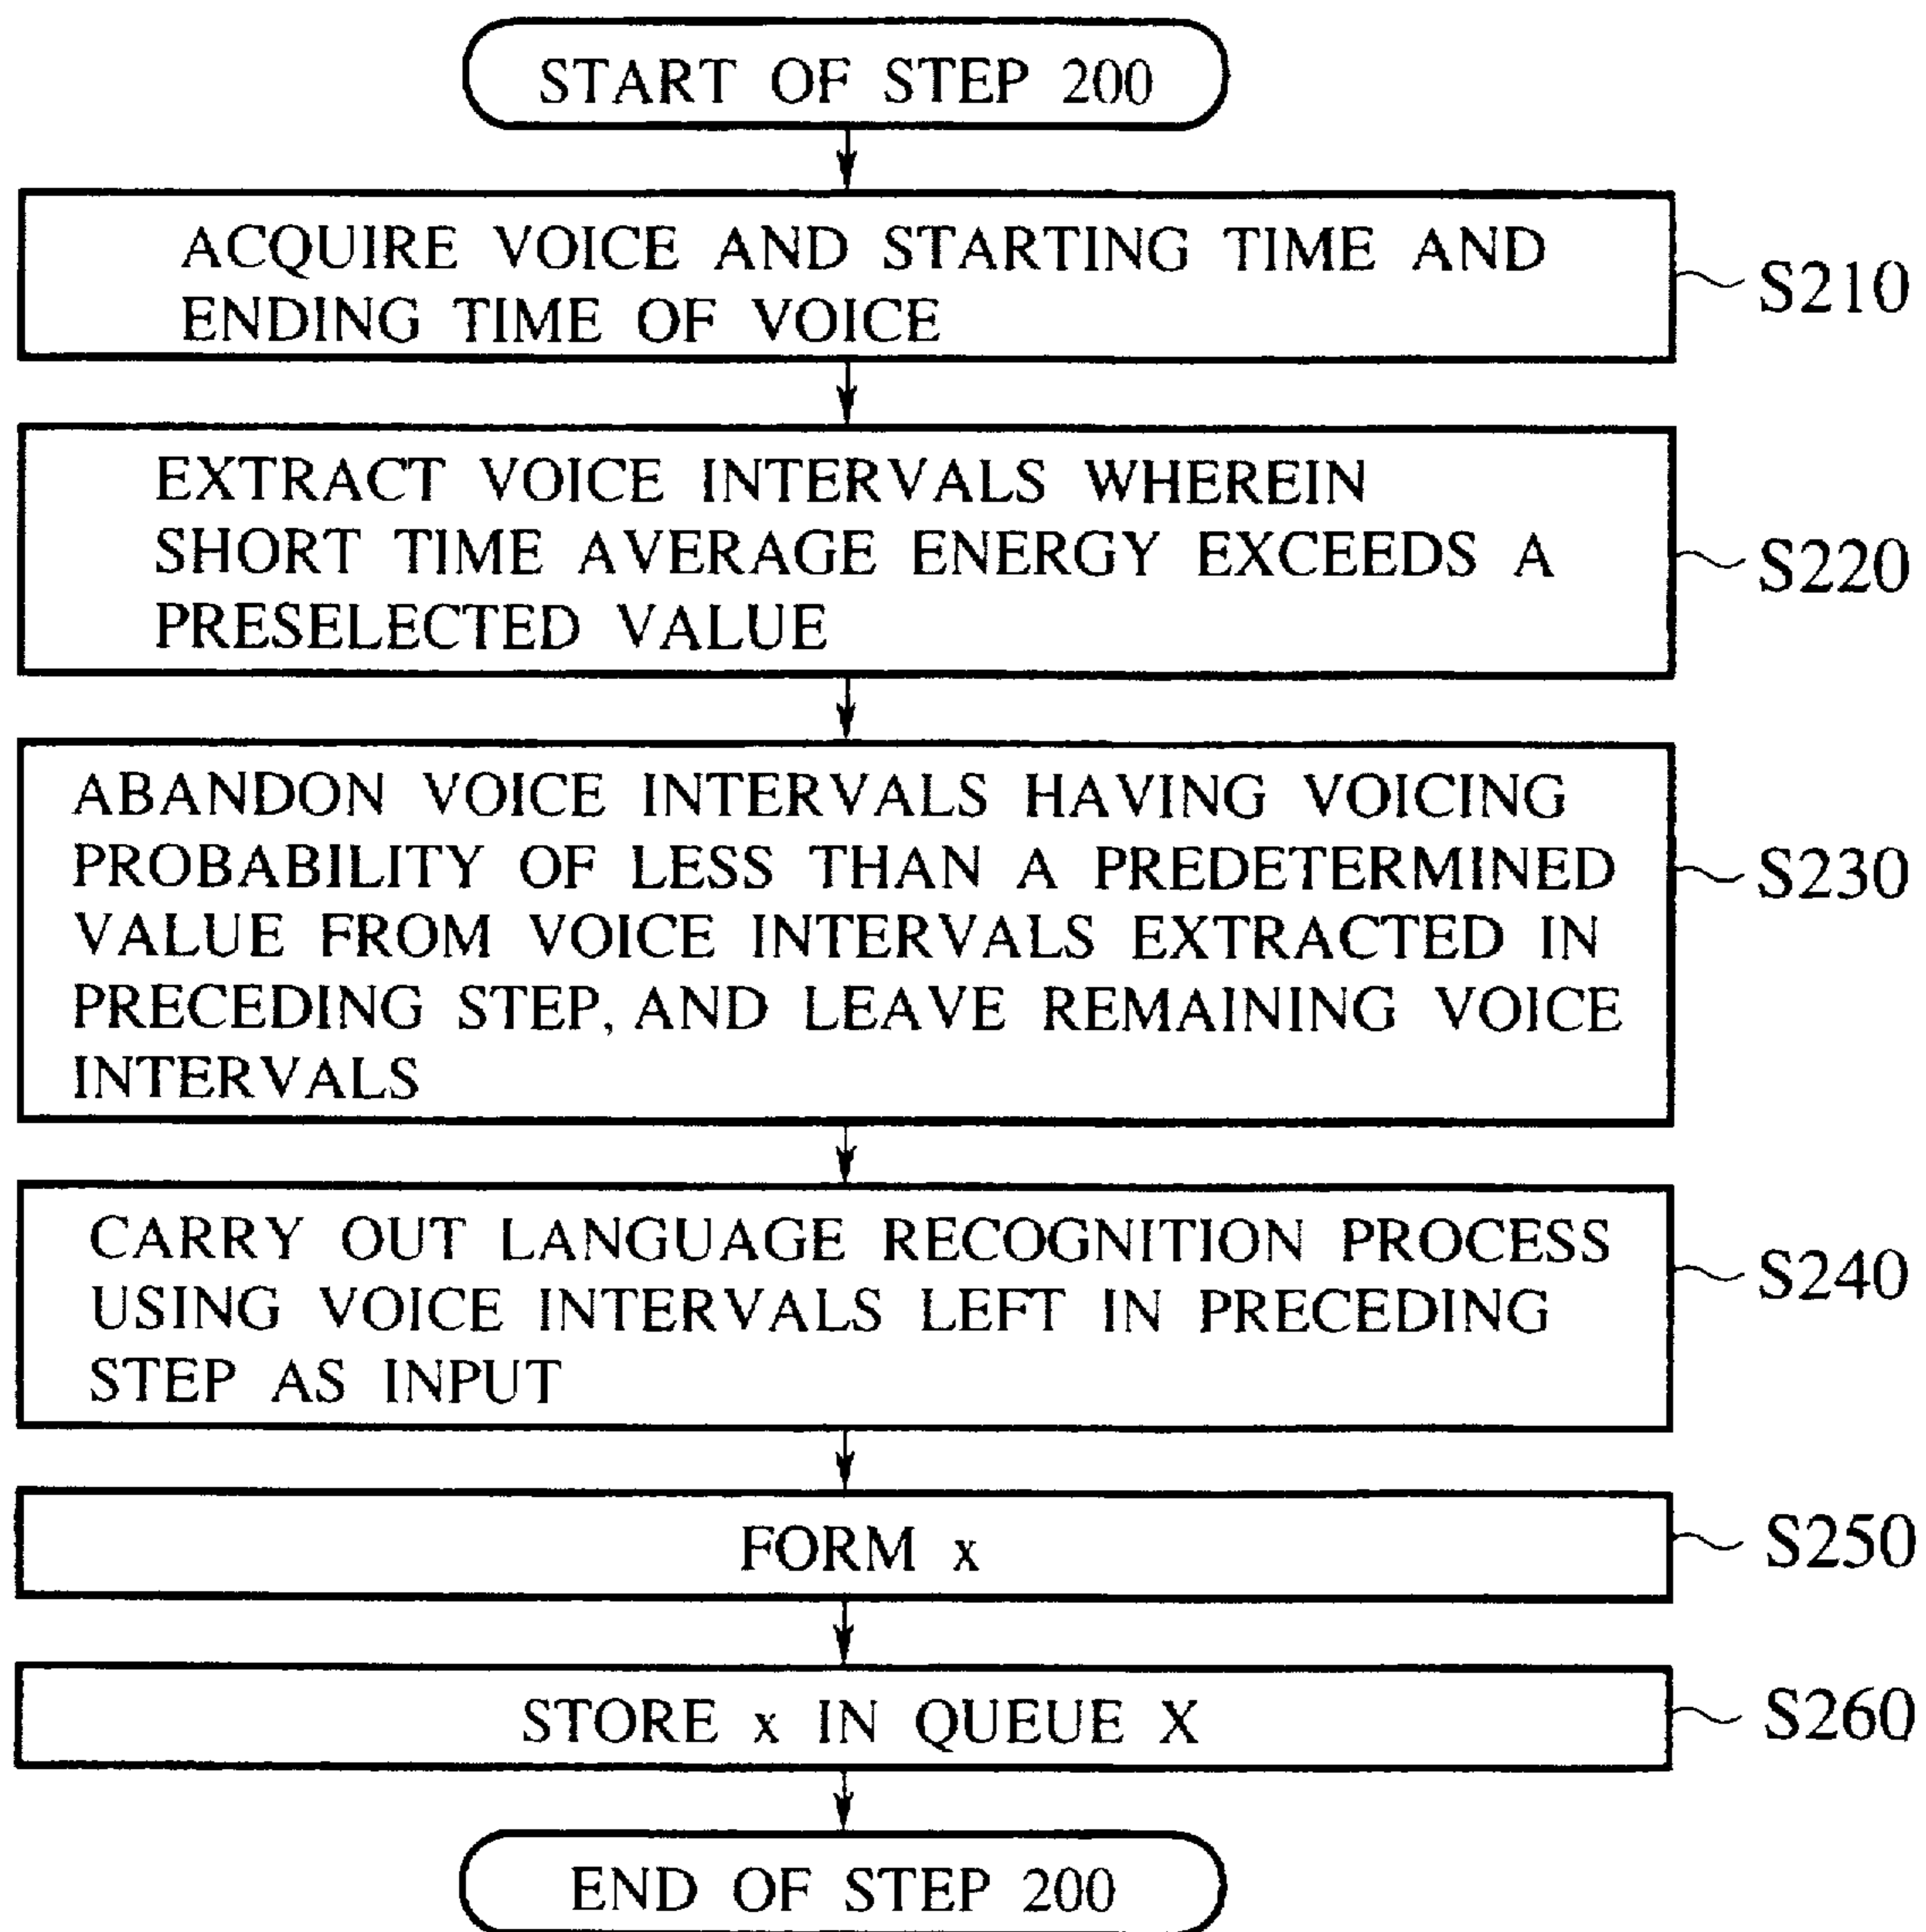 START OF STEP 200
ACQUIRE VOICE AND STARTING TIME AND
ENDING TIME OF VOICE
S210
EXTRACT VOICE INTERVALS WHEREIN
SHORT TIME AVERAGE ENERGY EXCEEDS A
PRESELECTED VALUE
S220
ABANDON VOICE INTERVALS HAVING VOICING
PROBABILITY OF LESS THAN A PREDETERMINED
VALUE FROM VOICE INTERVALS EXTRACTED IN
PRECEDING STEP, AND LEAVE REMAINING VOICE
INTERVALS
S230
CARRY OUT LANGUAGE RECOGNITION PROCESS
USING VOICE INTERVALS LEFT IN PRECEDING
STEP AS INPUT
S240
FORM x
S250
STORE x IN QUEUE X
S260
END OF STEP 200